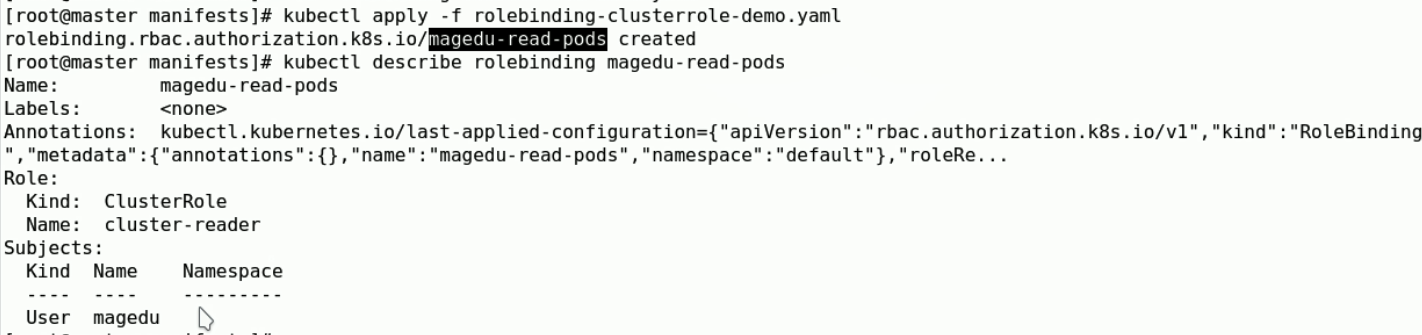 [root@master manifests]# kubectl apply -f rolebinding-clusterrole-demo.yaml
rolebinding.rbac.authorization.k8s.io/magedu-read-pods created
[root@master manifests]# kubectl describe rolebinding magedu-read-pods
Name:         magedu-read-pods
Labels:       <none>
Annotations:  kubectl.kubernetes.io/last-applied-configuration={"apiVersion":"rbac.authorization.k8s.io/v1","kind":"RoleBinding
","metadata":{"annotations":{},"name":"magedu-read-pods","namespace":"default"},"roleRe...
Role:
  Kind:  ClusterRole
  Name:  cluster-reader
Subjects:
  Kind  Name    Namespace
  ----  ----    ---------
  User  magedu